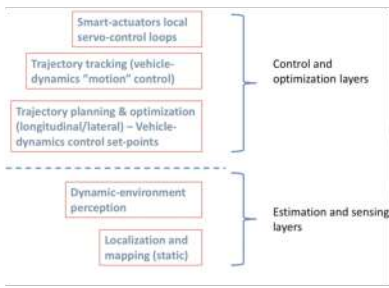 Smart-actuators local
servo-control loops
Trajectory tracking (vehicle-
dynamics “motion” control)
Trajectory planning & optimization
(longitudinal/lateral) – Vehicle-
dynamics control set-points
Control and
optimization layers
Dynamic-environment
perception
Localization and
mapping (static)
Estimation and sensing
layers